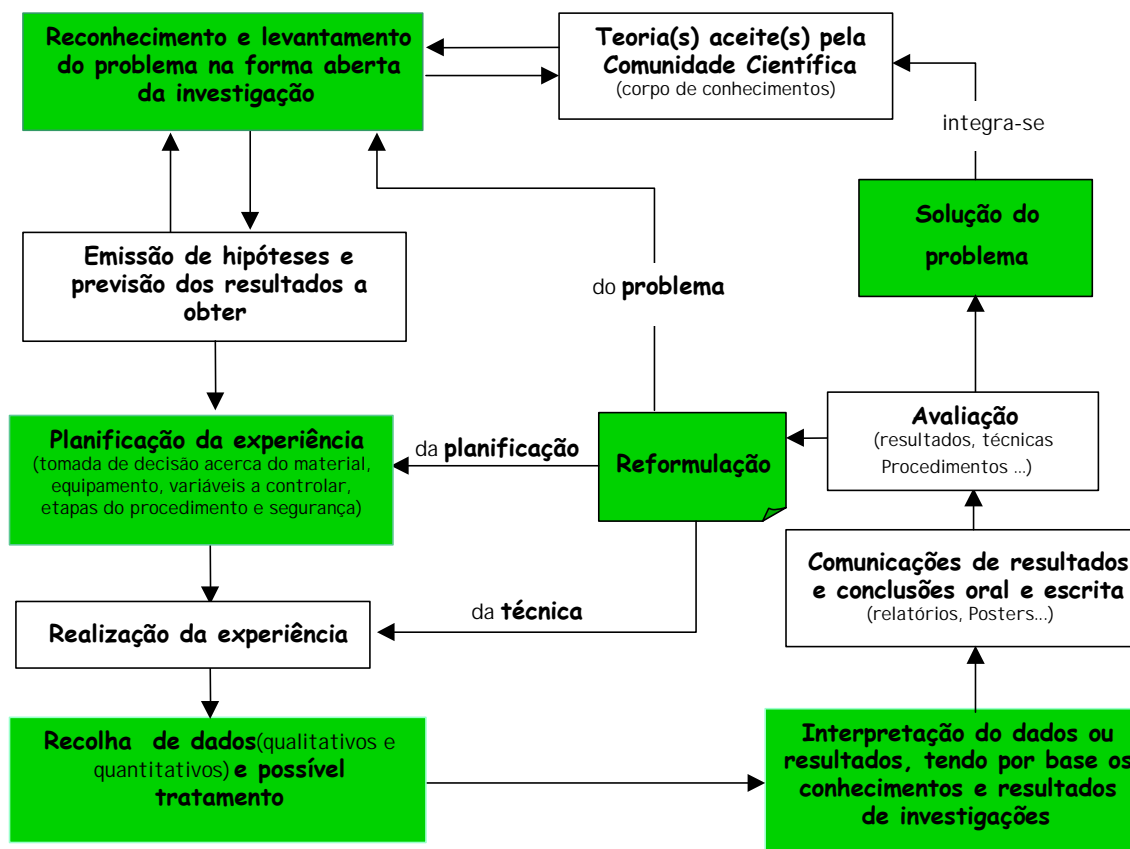 Reconhecimento e levantamento
do problema na forma aberta
da investigação
Teoria(s) aceite(s) pela
Comunidade Científica
(corpo de conhecimentos)
integra-se
Solução do
problema
Emissão de hipóteses e
previsão dos resultados a
obter
do problema
Planificação da experiência
(tomada de decisão acerca do material,
equipamento, variáveis a controlar,
etapas do procedimento e segurança)
da planificação
Reformulação
Avaliação
(resultados, técnicas
Procedimentos ...)
Comunicações de resultados
e conclusões oral e escrita
(relatórios, Posters...)
da técnica
Realização da experiência
Recolha de dados(qualitativos e
quantitativos) e possível
tratamento
Interpretação do dados ou
resultados, tendo por base os
conhecimentos e resultados
de investigações